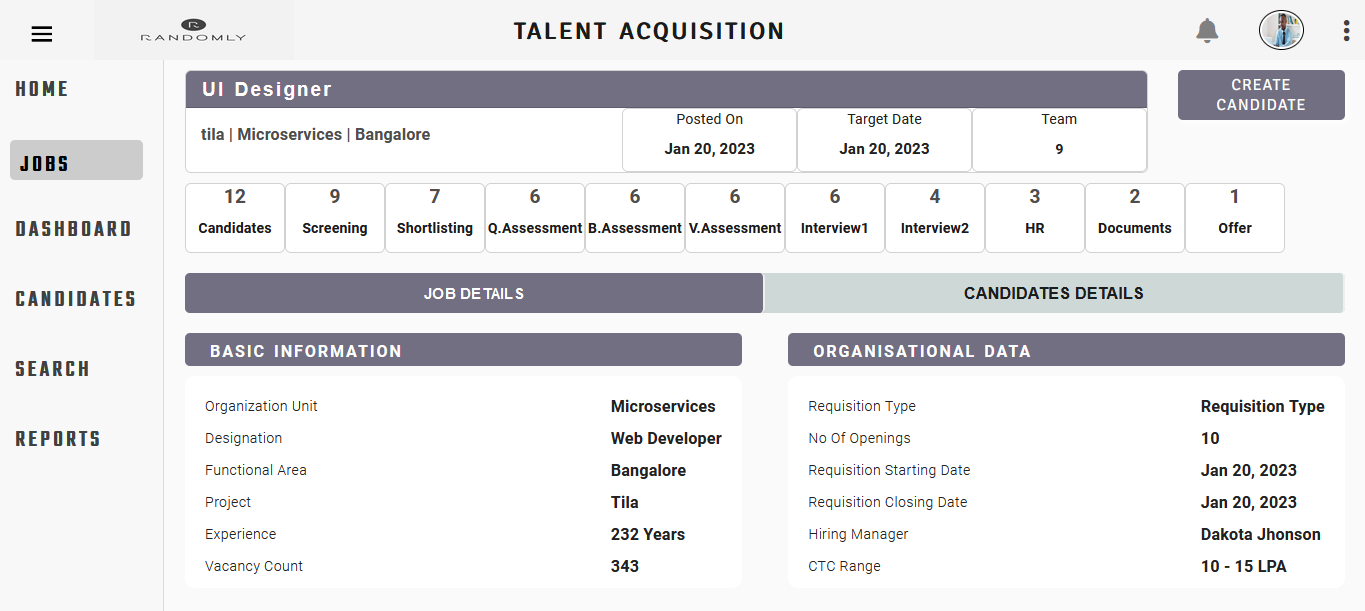 RANDOMLY
TALENT ACQUISITION
HOME
JOBS
DASHBOARD
CANDIDATES
SEARCH
REPORTS
UI Designer
CREATE
CANDIDATE
tila | Microservices | Bangalore
Posted On
Jan 20, 2023
Target Date
Jan 20, 2023
Team
9
12
Candidates
9
Screening
7
Shortlisting
6
Q.Assessment
6
B.Assessment
6
V.Assessment
6
Interview1
4
Interview2
3
HR
2
Documents
1
Offer
JOB DETAILS
CANDIDATES DETAILS
BASIC INFORMATION
Organization Unit Microservices
Designation Web Developer
Functional Area Bangalore
Project Tila
Experience 232 Years
Vacancy Count 343
ORGANISATIONAL DATA
Requisition Type Requisition Type
No Of Openings 10
Requisition Starting Date Jan 20, 2023
Requisition Closing Date Jan 20, 2023
Hiring Manager Dakota Jhonson
CTC Range 10 - 15 LPA